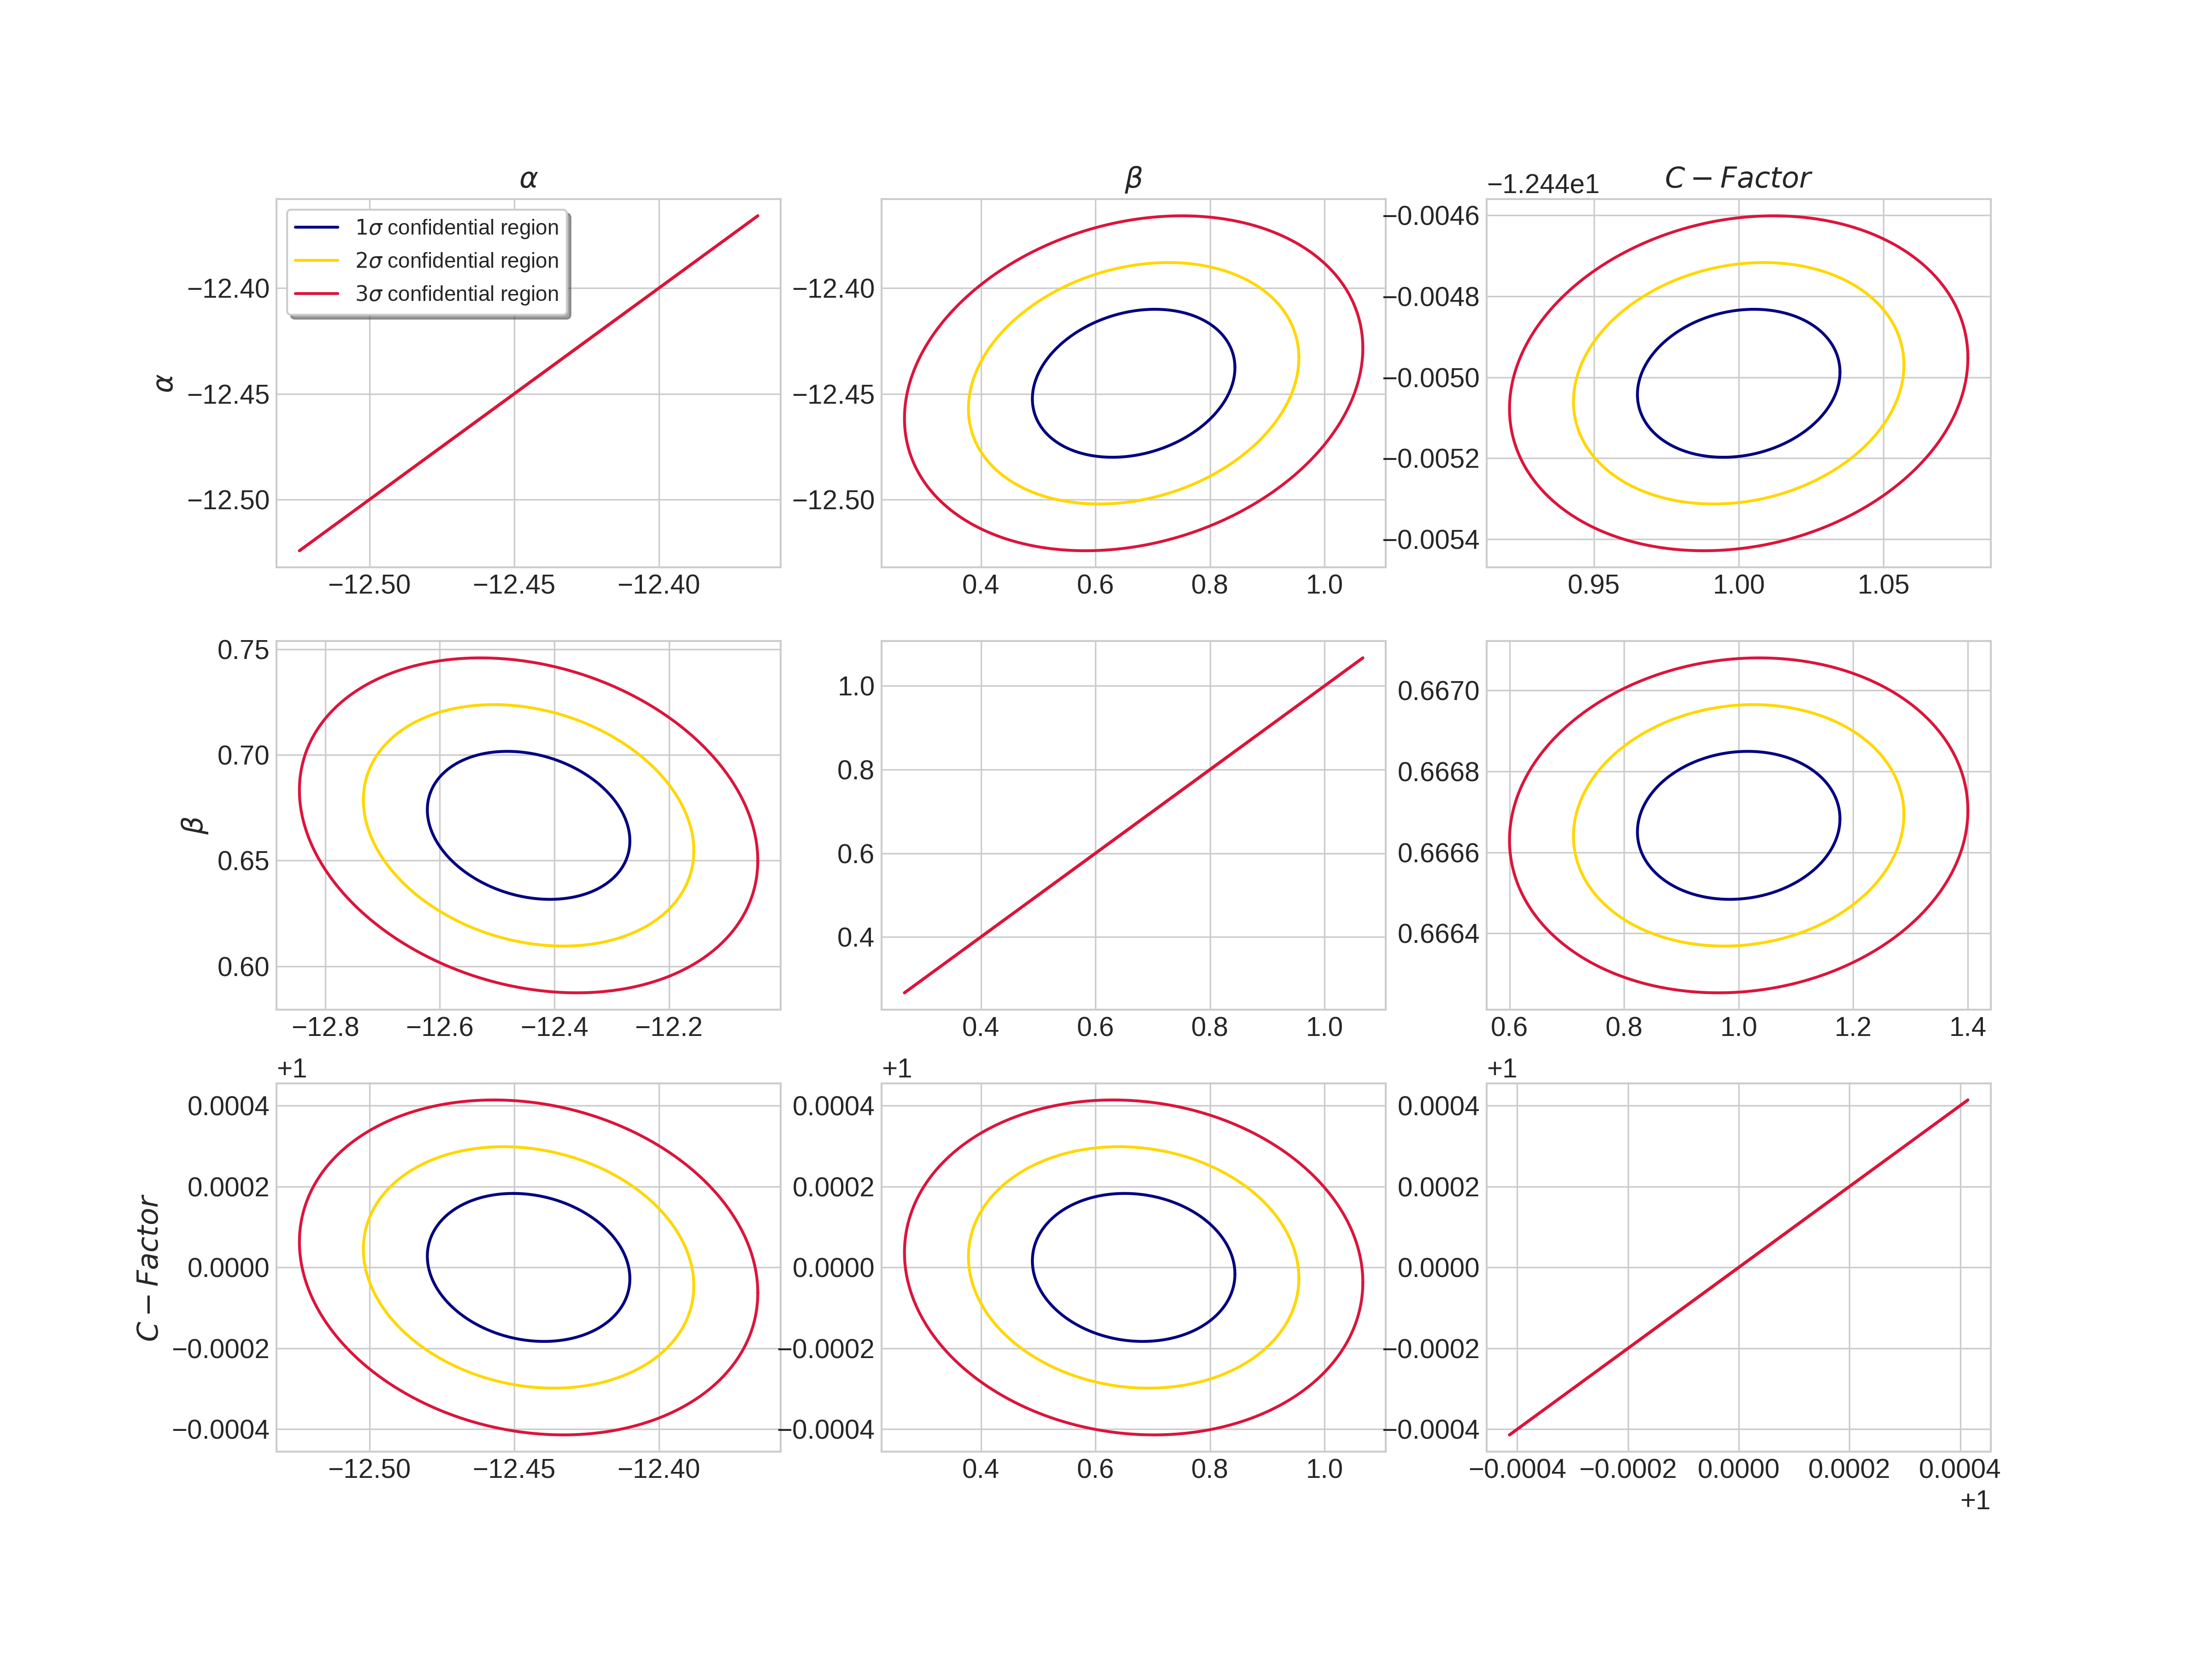 α
β
C − Factor
−1.244e1
1σ confidential region
2σ confidential region
3σ confidential region
α
−12.40
−12.45
−12.50
−12.50 −12.45 −12.40
−12.40
−12.45
−12.50
0.4 0.6 0.8 1.0
−0.0046
−0.0048
−0.0050
−0.0052
−0.0054
0.95 1.00 1.05
β
0.75
0.70
0.65
0.60
−12.8 −12.6 −12.4 −12.2
1.0
0.8
0.6
0.4
0.4 0.6 0.8 1.0
0.6670
0.6668
0.6666
0.6664
0.6 0.8 1.0 1.2 1.4
C − Factor
+1
0.0004
0.0002
0.0000
−0.0002
−0.0004
−12.50 −12.45 −12.40
+1
0.0004
0.0002
0.0000
−0.0002
−0.0004
0.4 0.6 0.8 1.0
+1
0.0004
0.0002
0.0000
−0.0002
−0.0004
−0.0004 −0.0002 0.0000 0.0002 0.0004
+1